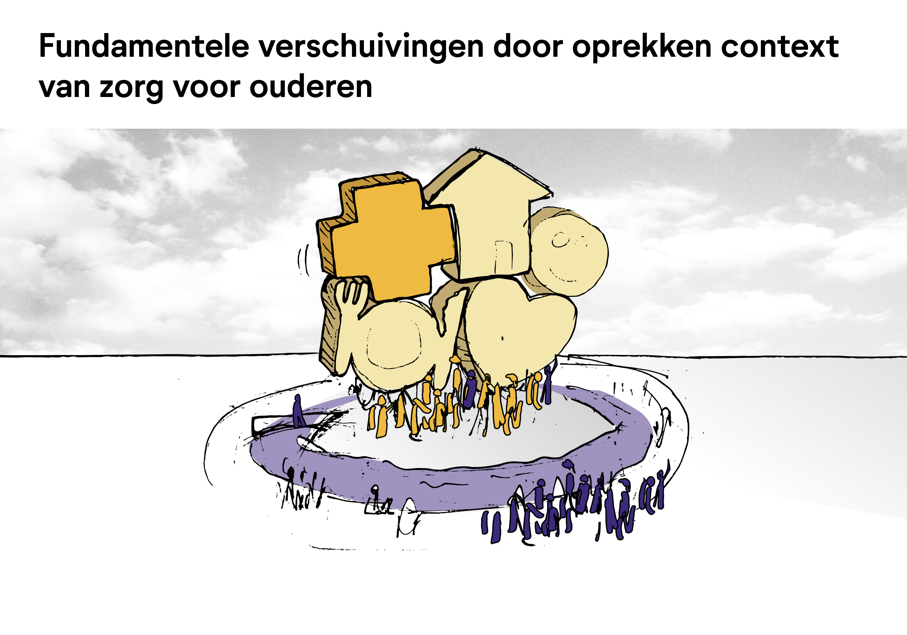 Fundamentele verschuivingen door oprekken context
van zorg voor ouderen